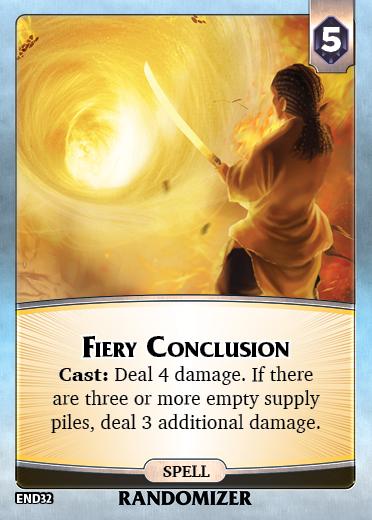 5
Fiery Conclusion
Cast: Deal 4 damage. If there
are three or more empty supply
piles, deal 3 additional damage.
SPELL
END32
RANDOMIZER